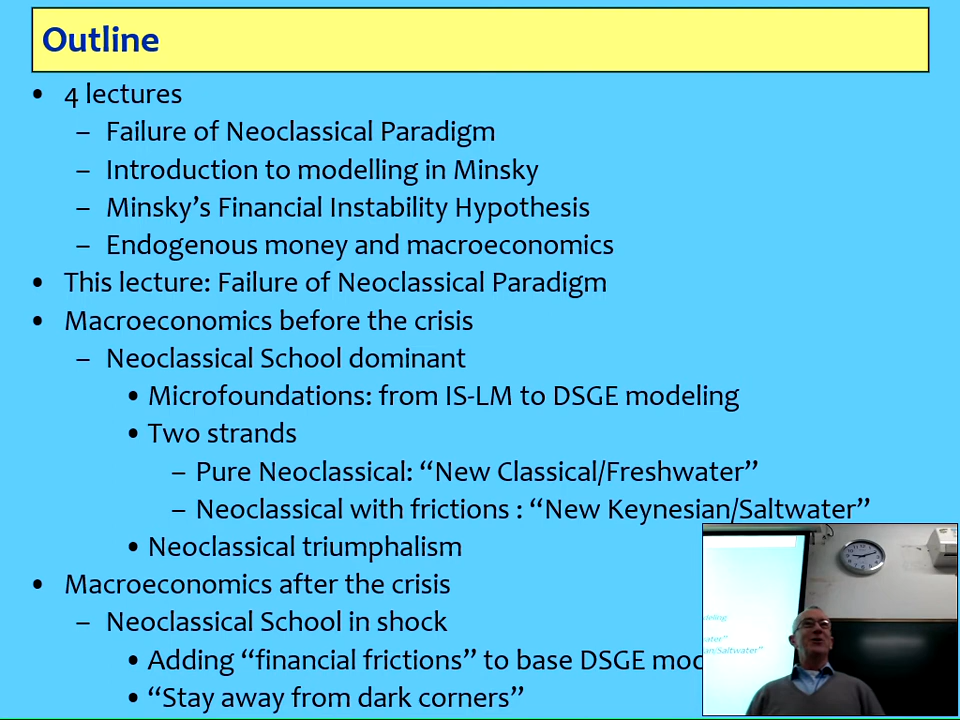 Outline
• 4 lectures
– Failure of Neoclassical Paradigm
– Introduction to modelling in Minsky
– Minsky’s Financial Instability Hypothesis
– Endogenous money and macroeconomics
• This lecture: Failure of Neoclassical Paradigm
• Macroeconomics before the crisis
– Neoclassical School dominant
• Microfoundations: from IS-LM to DSGE modeling
• Two strands
– Pure Neoclassical: “New Classical/Freshwater”
– Neoclassical with frictions : “New Keynesian/Saltwater”
• Neoclassical triumphalism
• Macroeconomics after the crisis
– Neoclassical School in shock
• Adding “financial frictions” to base DSGE
• “Stay away from dark corners”